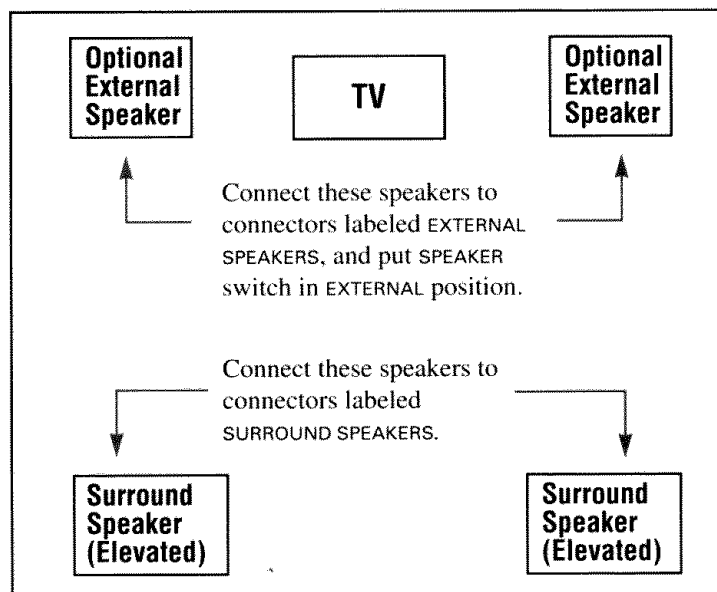 Optional
External
Speaker
TV
Optional
External
Speaker
Connect these speakers to
connectors labeled EXTERNAL
SPEAKERS, and put SPEAKER
switch in EXTERNAL position.
Connect these speakers to
connectors labeled
SURROUND SPEAKERS.
Surround
Speaker
(Elevated)
Surround
Speaker
(Elevated)